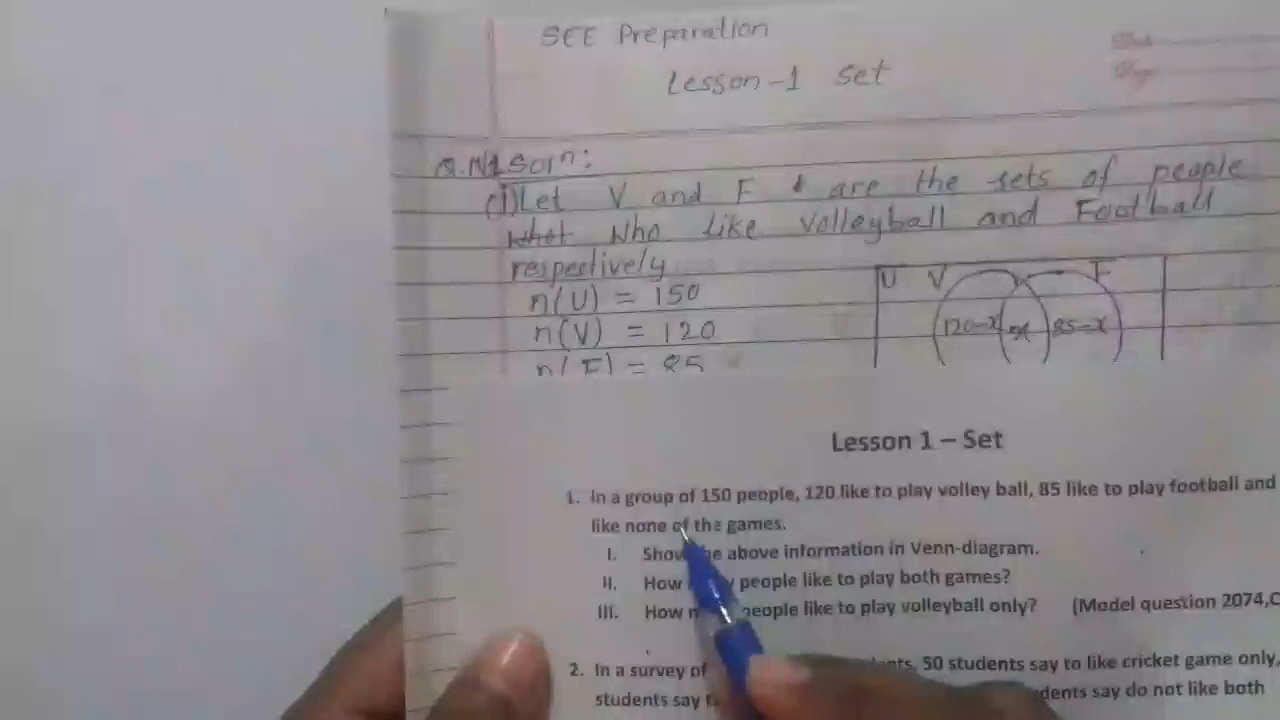 SEE Preparation
Lesson-1 Set
Q.N.1 Soln:
(i) Let V and F are the sets of people
who like volleyball and Football
respectively
n(U) = 150
n(V) = 120
n(F) = 85
U V F
120-x x 85-x
Lesson 1 – Set
1. In a group of 150 people, 120 like to play volley ball, 85 like to play football and
like none of the games.
I. Show above information in Venn-diagram.
II. How people like to play both games?
III. How people like to play volleyball only? (Model question 2074,
2. In a survey of 50 students say to like cricket game only,
students say say do not like both